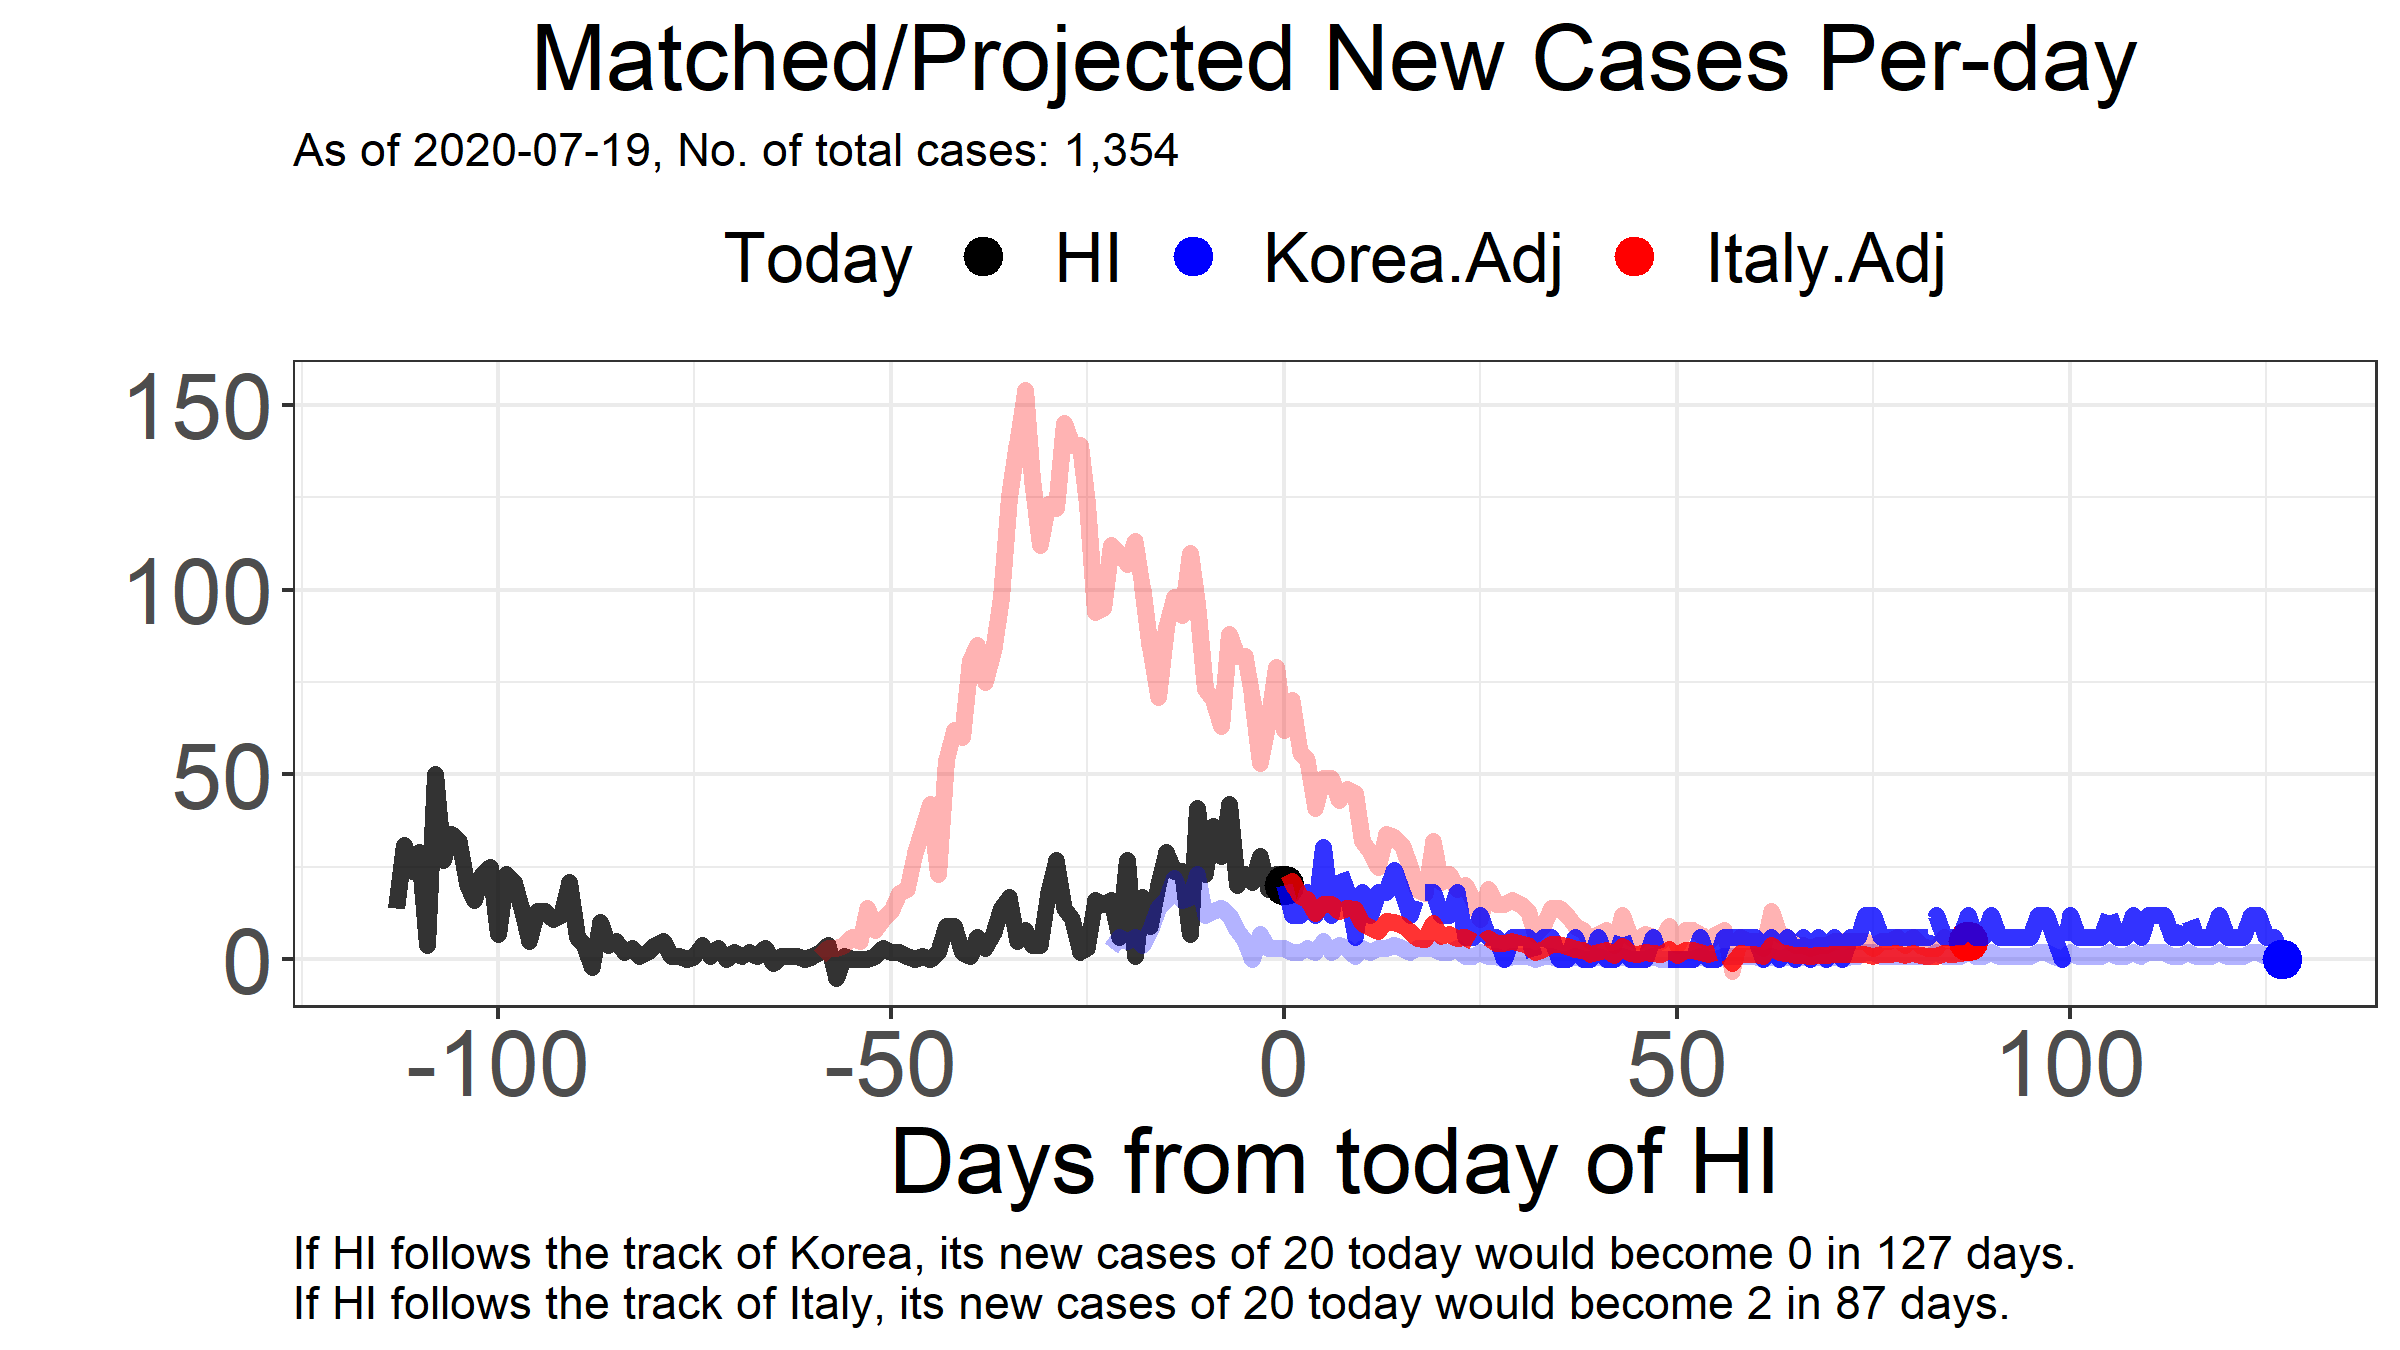 Matched/Projected New Cases Per-day
As of 2020-07-19, No. of total cases: 1,354
Today HI Korea.Adj Italy.Adj
150
100
50
0
-100 -50 0 50 100
Days from today of HI
If HI follows the track of Korea, its new cases of 20 today would become 0 in 127 days.
If HI follows the track of Italy, its new cases of 20 today would become 2 in 87 days.